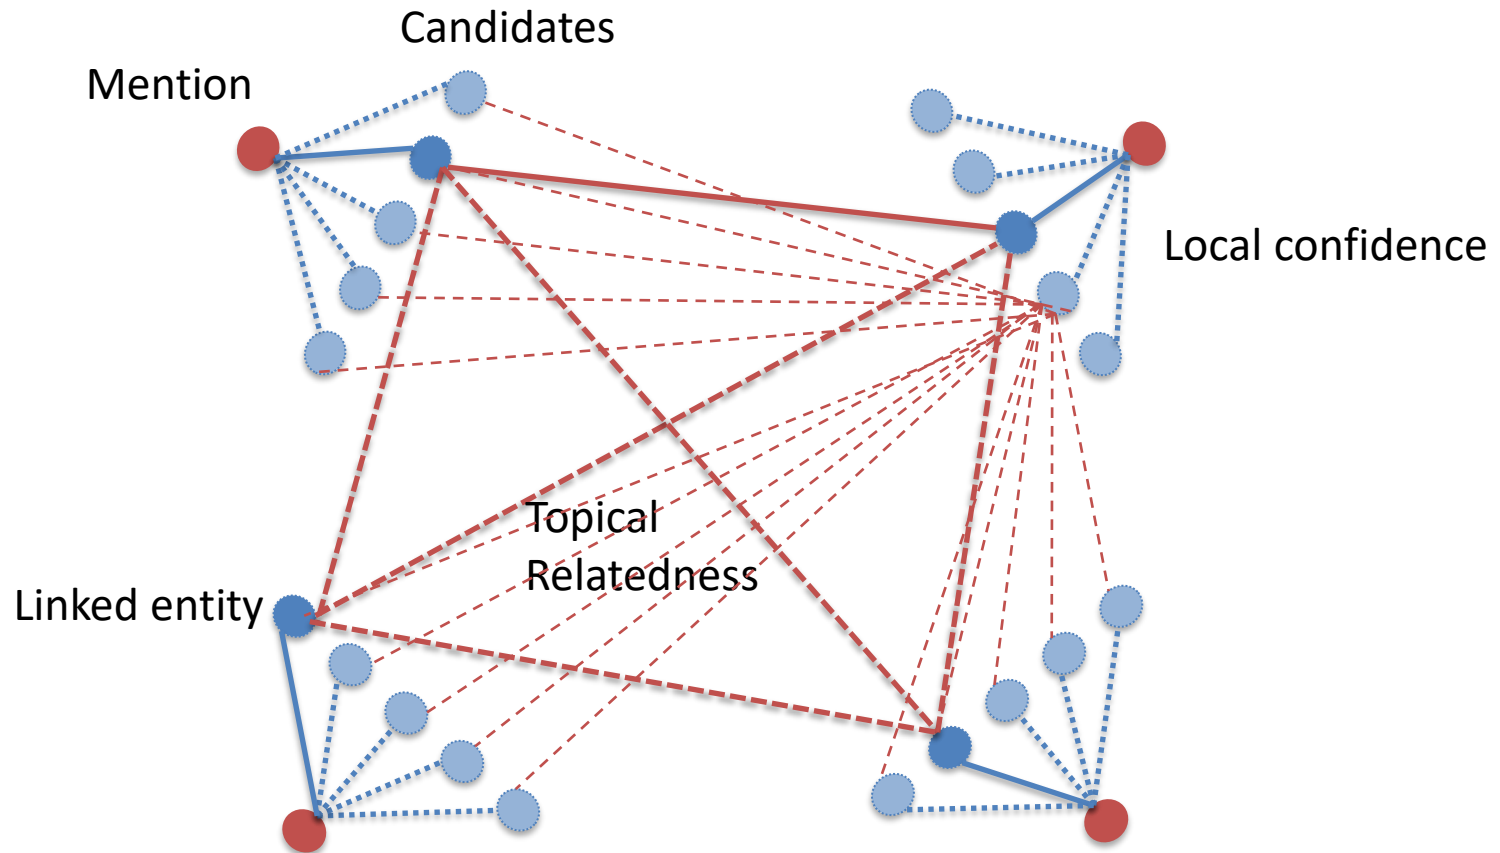 Candidates
Mention
Local confidence
Topical
Relatedness
Linked entity